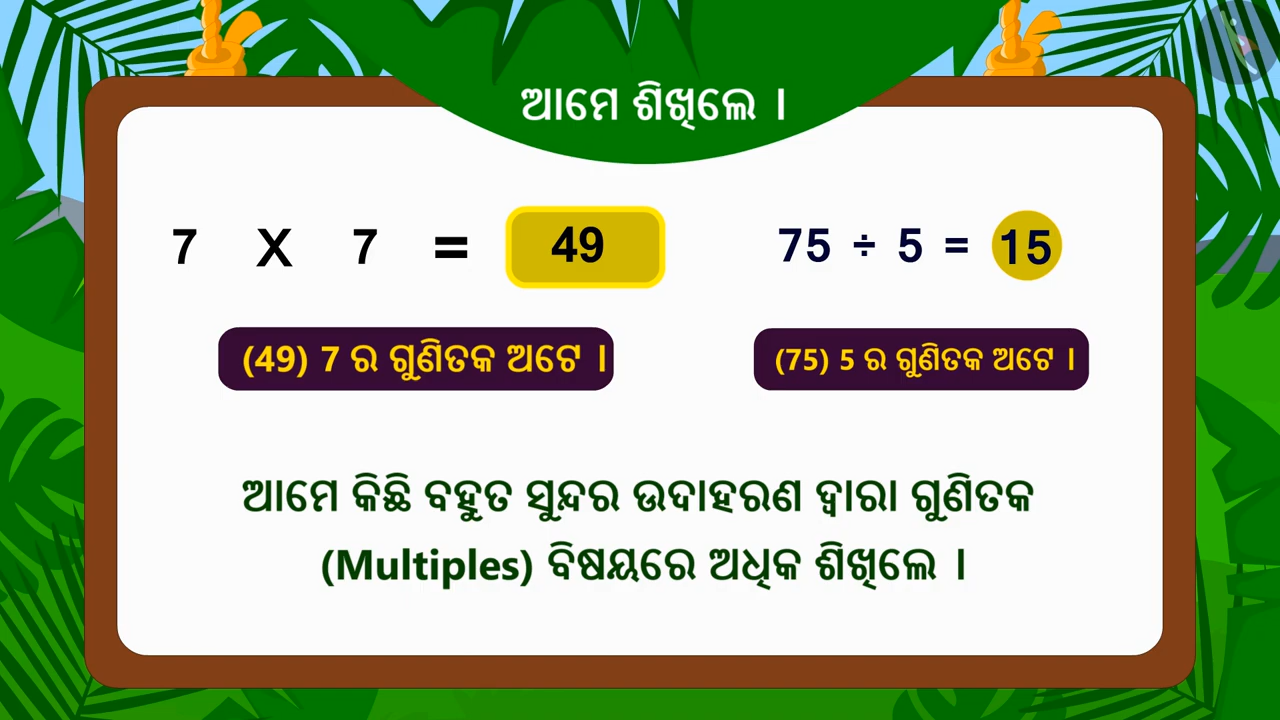 ଆମେ ଶିଖିଲେ ।
7 X 7 = 49
75 ÷ 5 = 15
(49) 7 ର ଗୁଣିତକ ଅଟେ ।
(75) 5 ର ଗୁଣିତକ ଅଟେ ।
ଆମେ କିଛି ବହୁତ ସୁନ୍ଦର ଉଦାହରଣ ଦ୍ୱାରା ଗୁଣିତକ
(Multiples) ବିଷୟରେ ଅଧିକ ଶିଖିଲେ ।